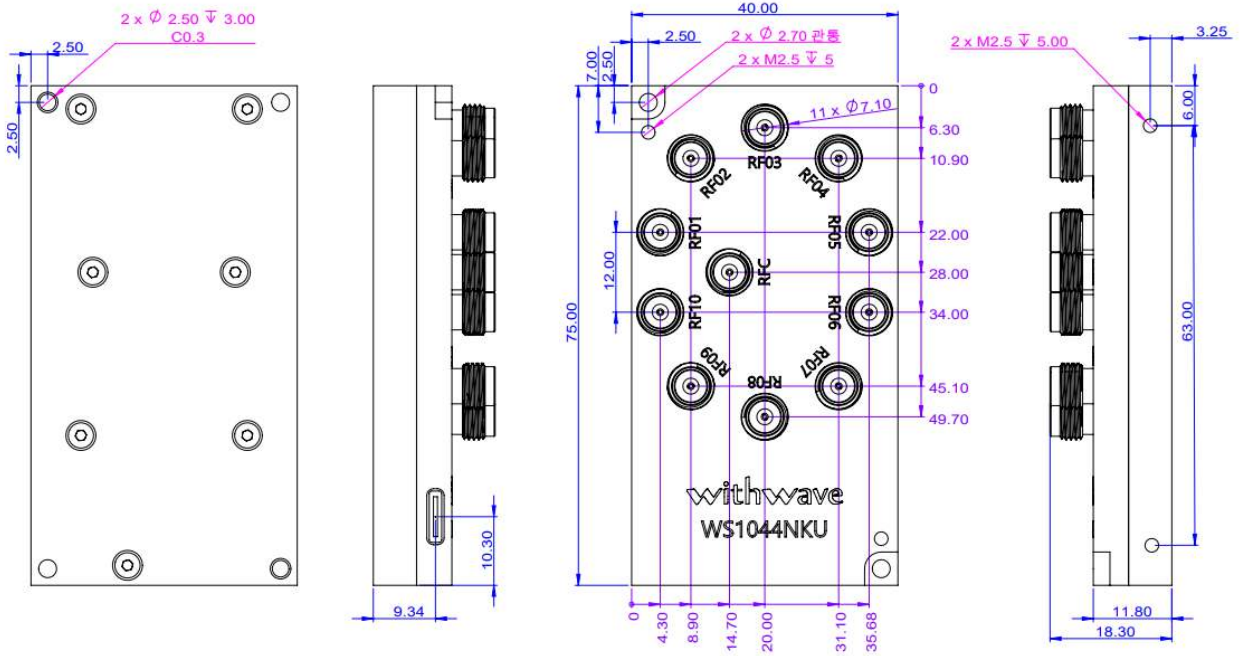 2 x Ø 2.50 ↧ 3.00
C0.3
2.50
2.50
9.34
10.30
40.00
2.50
7.00
2.50
2 x Ø 2.70 관통
2 x M2.5 ↧ 5
11 x Ø7.10
75.00
12.00
RF03
RF02
RF04
RF01
RF05
RFC
RF10
RF06
RF09
RF07
RF08
withwave
WS1044NKU
0
6.30
10.90
22.00
28.00
34.00
45.10
49.70
0
4.30
8.90
14.70
20.00
31.10
35.68
2 x M2.5 ↧ 5.00
3.25
6.00
63.00
11.80
18.30